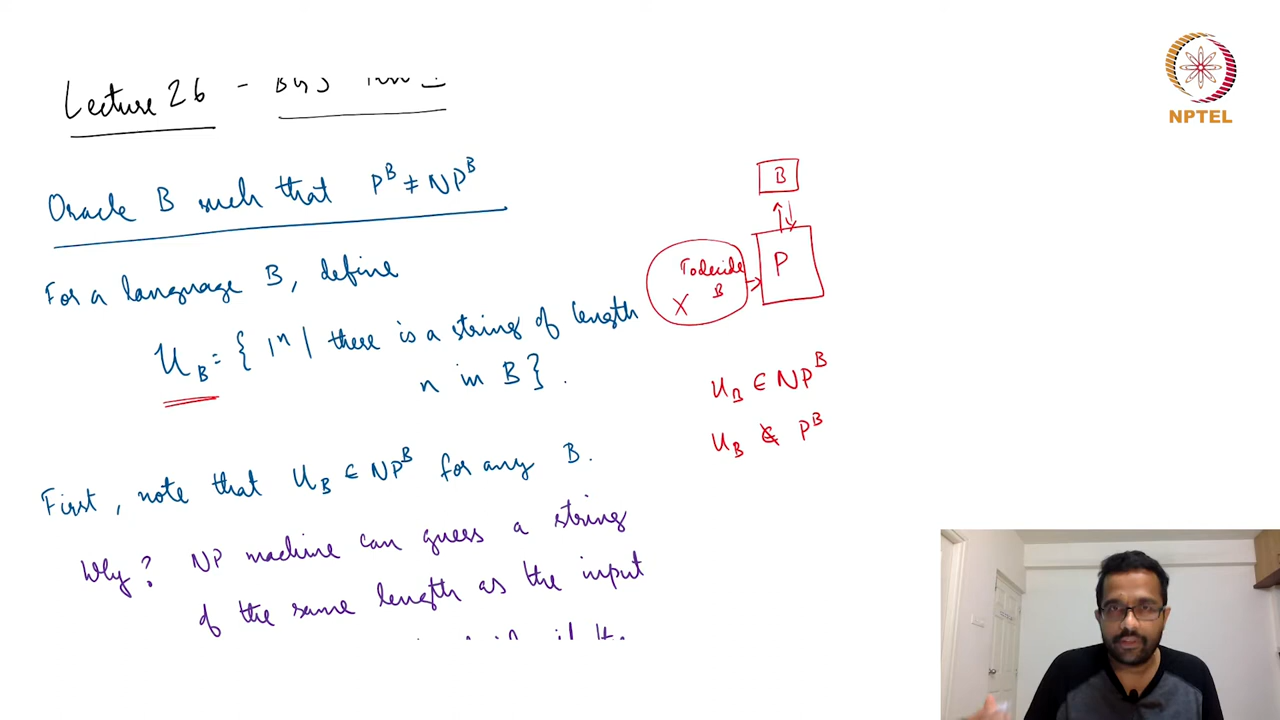 Lecture 26 -
NPTEL
Oracle B such that P^B ≠ NP^B
For a language B, define
U_B = { 1^n | there is a string of length
n in B }.
First, note that U_B ∈ NP^B for any B.
Why? NP machine can guess a string
of the same length as the input
B
P
To decide
B
X
U_B ∈ NP^B
U_B ∉ P^B